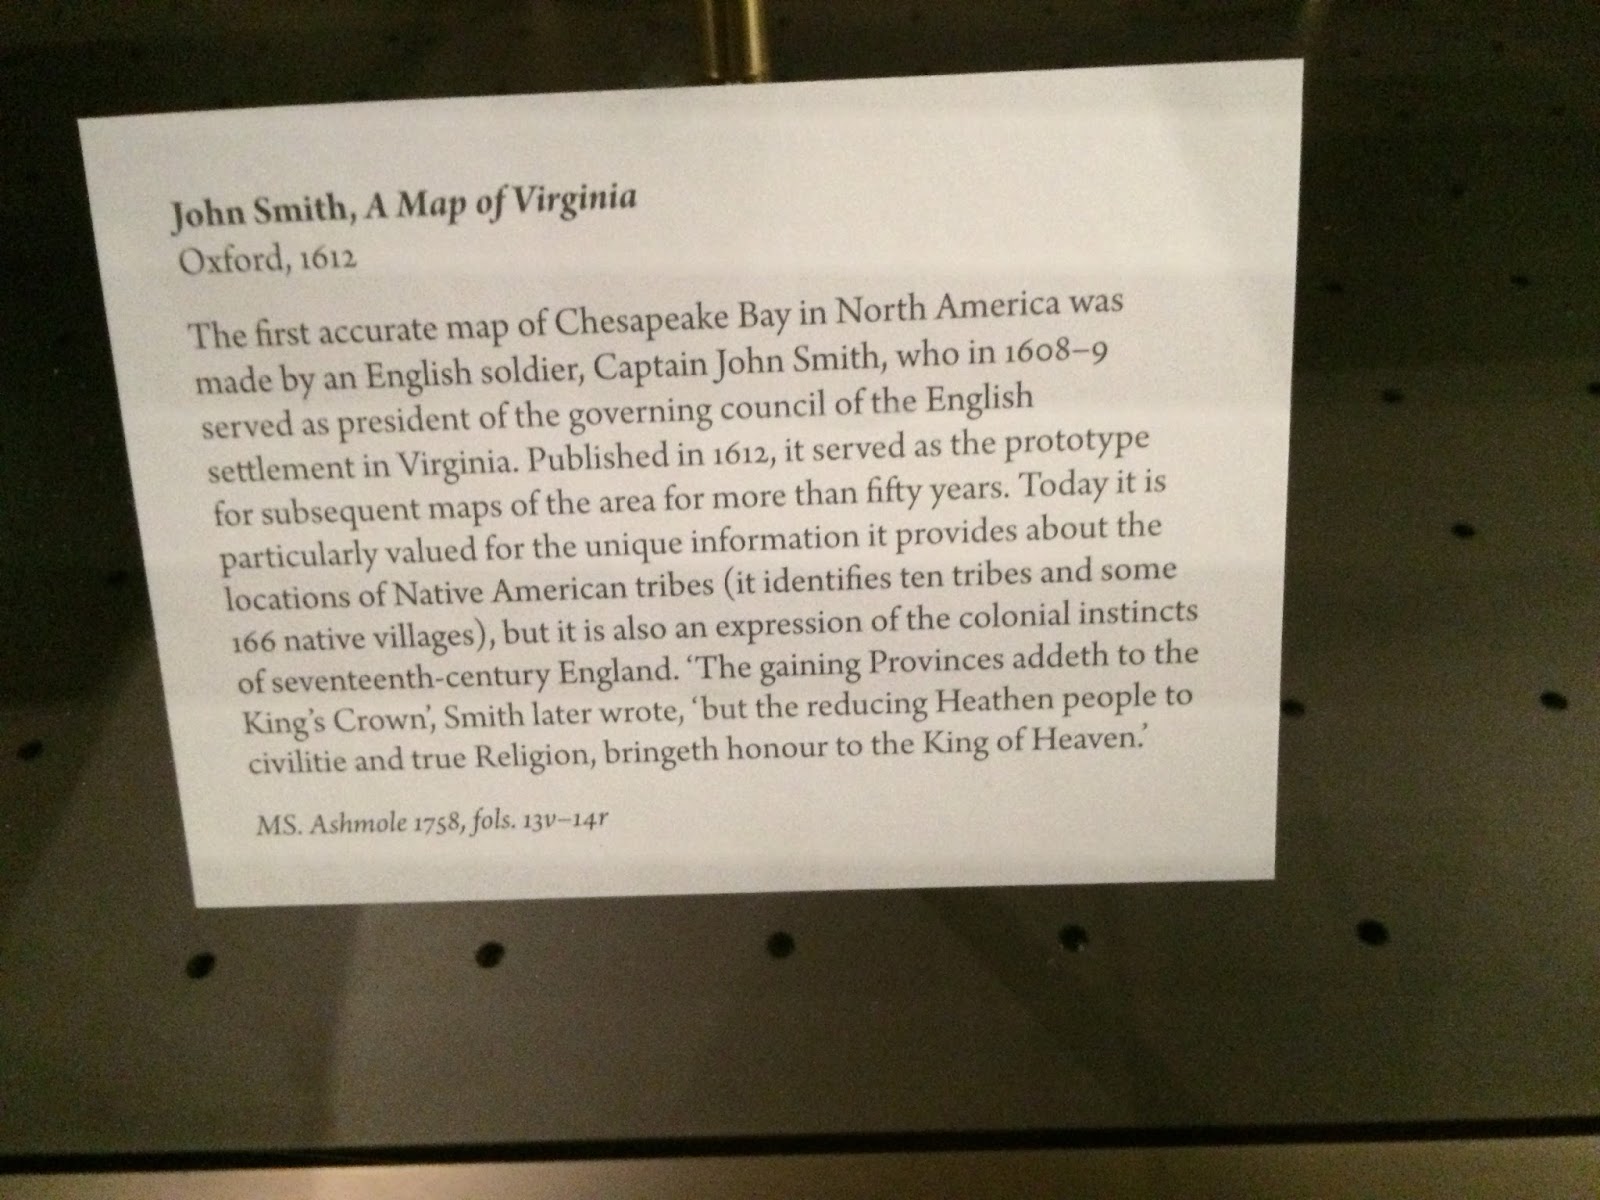 John Smith, A Map of Virginia
Oxford, 1612
The first accurate map of Chesapeake Bay in North America was
made by an English soldier, Captain John Smith, who in 1608–9
served as president of the governing council of the English
settlement in Virginia. Published in 1612, it served as the prototype
for subsequent maps of the area for more than fifty years. Today it is
particularly valued for the unique information it provides about the
locations of Native American tribes (it identifies ten tribes and some
166 native villages), but it is also an expression of the colonial instincts
of seventeenth-century England. ‘The gaining Provinces addeth to the
King’s Crown’, Smith later wrote, ‘but the reducing Heathen people to
civilitie and true Religion, bringeth honour to the King of Heaven.’
MS. Ashmole 1758, fols. 13v–14r